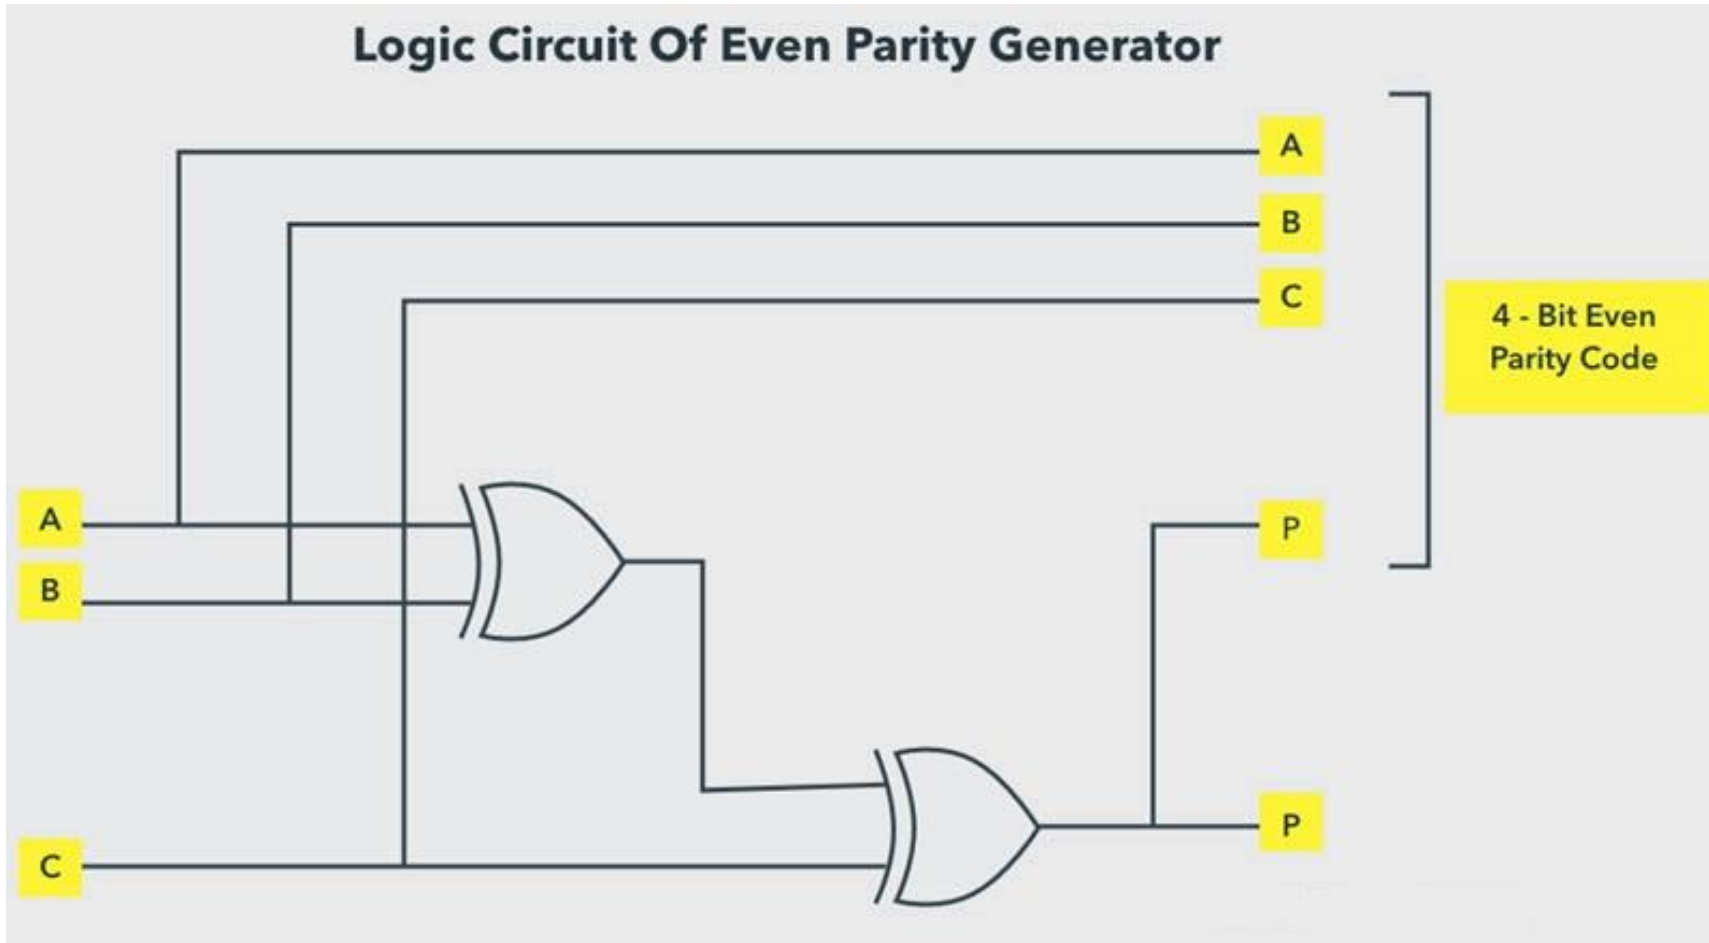 Logic Circuit Of Even Parity Generator
A
B
C
4 - Bit Even
Parity Code
A
B
P
C
P